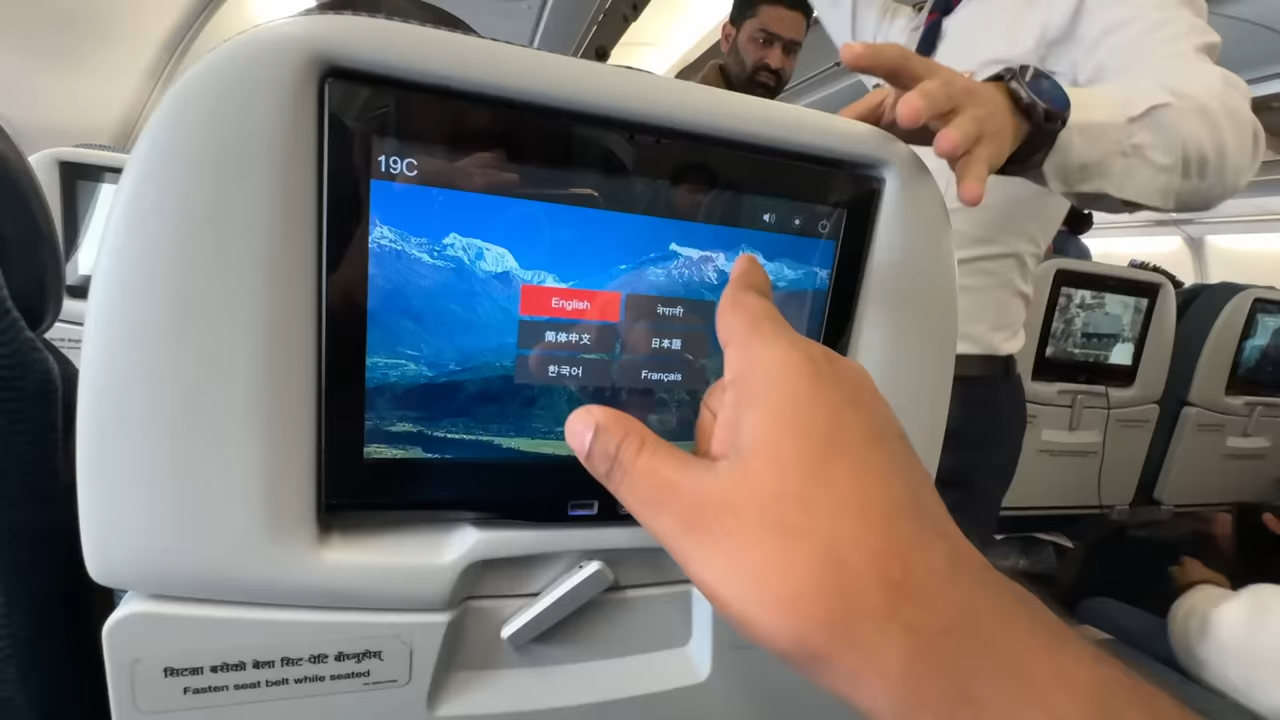 19C
English
नेपाली
简体中文
日本語
한국어
Français
सिटमा बसेको बेला सिट-पेटि बाँध्नुहोस्
Fasten seat belt while seated